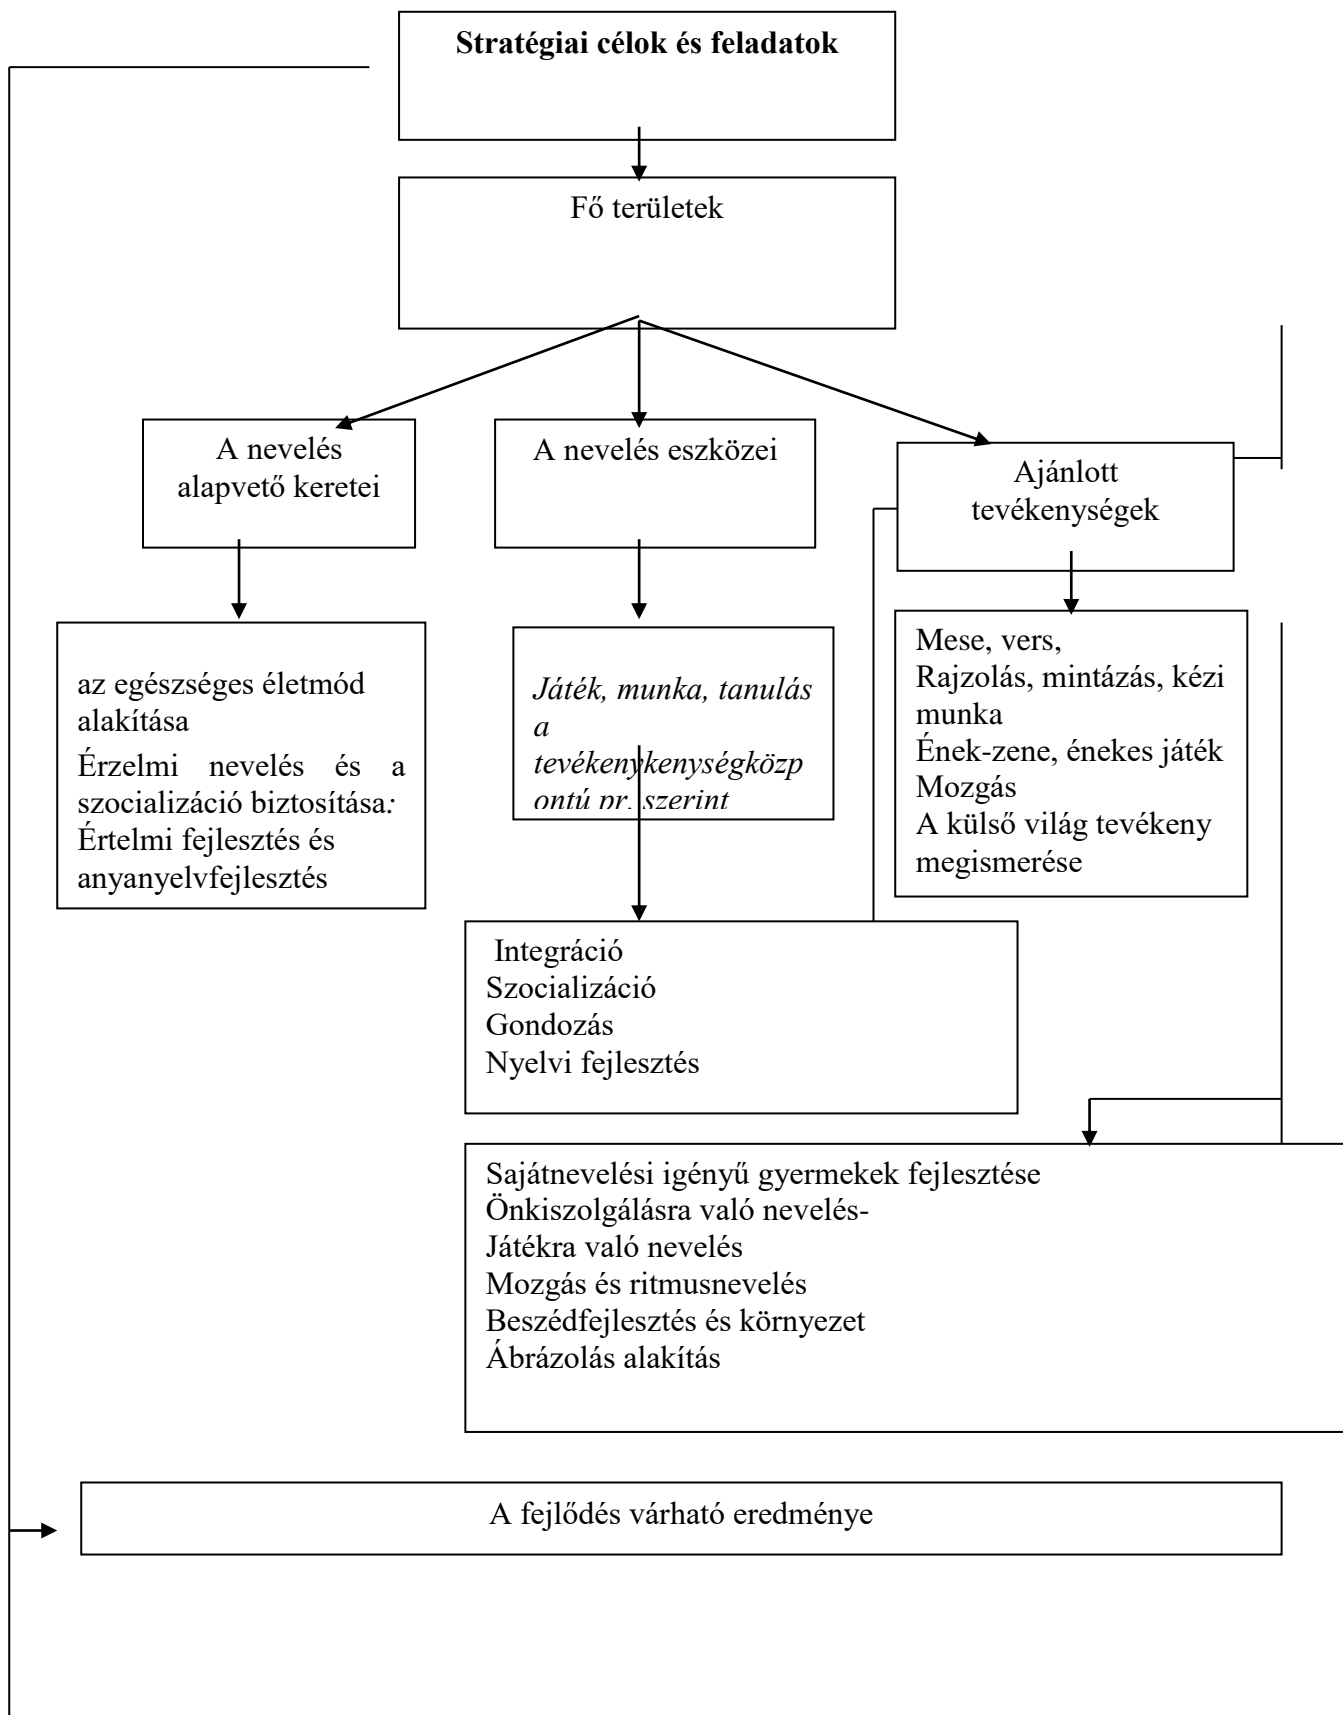 Stratégiai célok és feladatok
Fő területek
A nevelés
alapvető keretei
A nevelés eszközei
Ajánlott
tevékenységek
az egészséges életmód
alakítása
Érzelmi nevelés és a
szocializáció biztosítása:
Értelmi fejlesztés és
anyanyelvfejlesztés
Játék, munka, tanulás
a
tevékenykenységközp
ontú pr. szerint
Mese, vers,
Rajzolás, mintázás, kézi
munka
Ének-zene, énekes játék
Mozgás
A külső világ tevékeny
megismerése
Integráció
Szocializáció
Gondozás
Nyelvi fejlesztés
Sajátnevelési igényű gyermekek fejlesztése
Önkiszolgálásra való nevelés-
Játékra való nevelés
Mozgás és ritmusnevelés
Beszédfejlesztés és környezet
Ábrázolás alakítás
A fejlődés várható eredménye